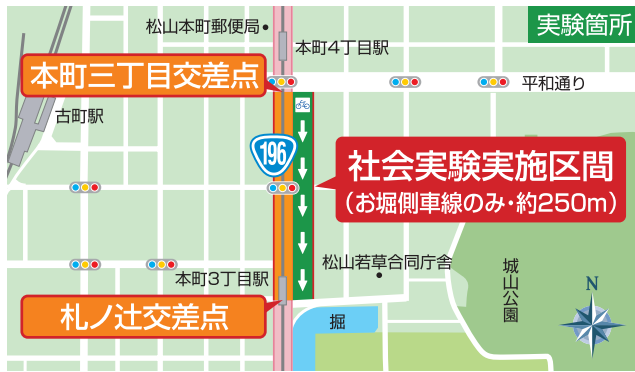 実験箇所
松山本町郵便局
本町4丁目駅
本町三丁目交差点
平和通り
古町駅
196
社会実験実施区間
(お堀側車線のみ・約250m)
松山若草合同庁舎
城山公園
本町3丁目駅
札ノ辻交差点
掘
N